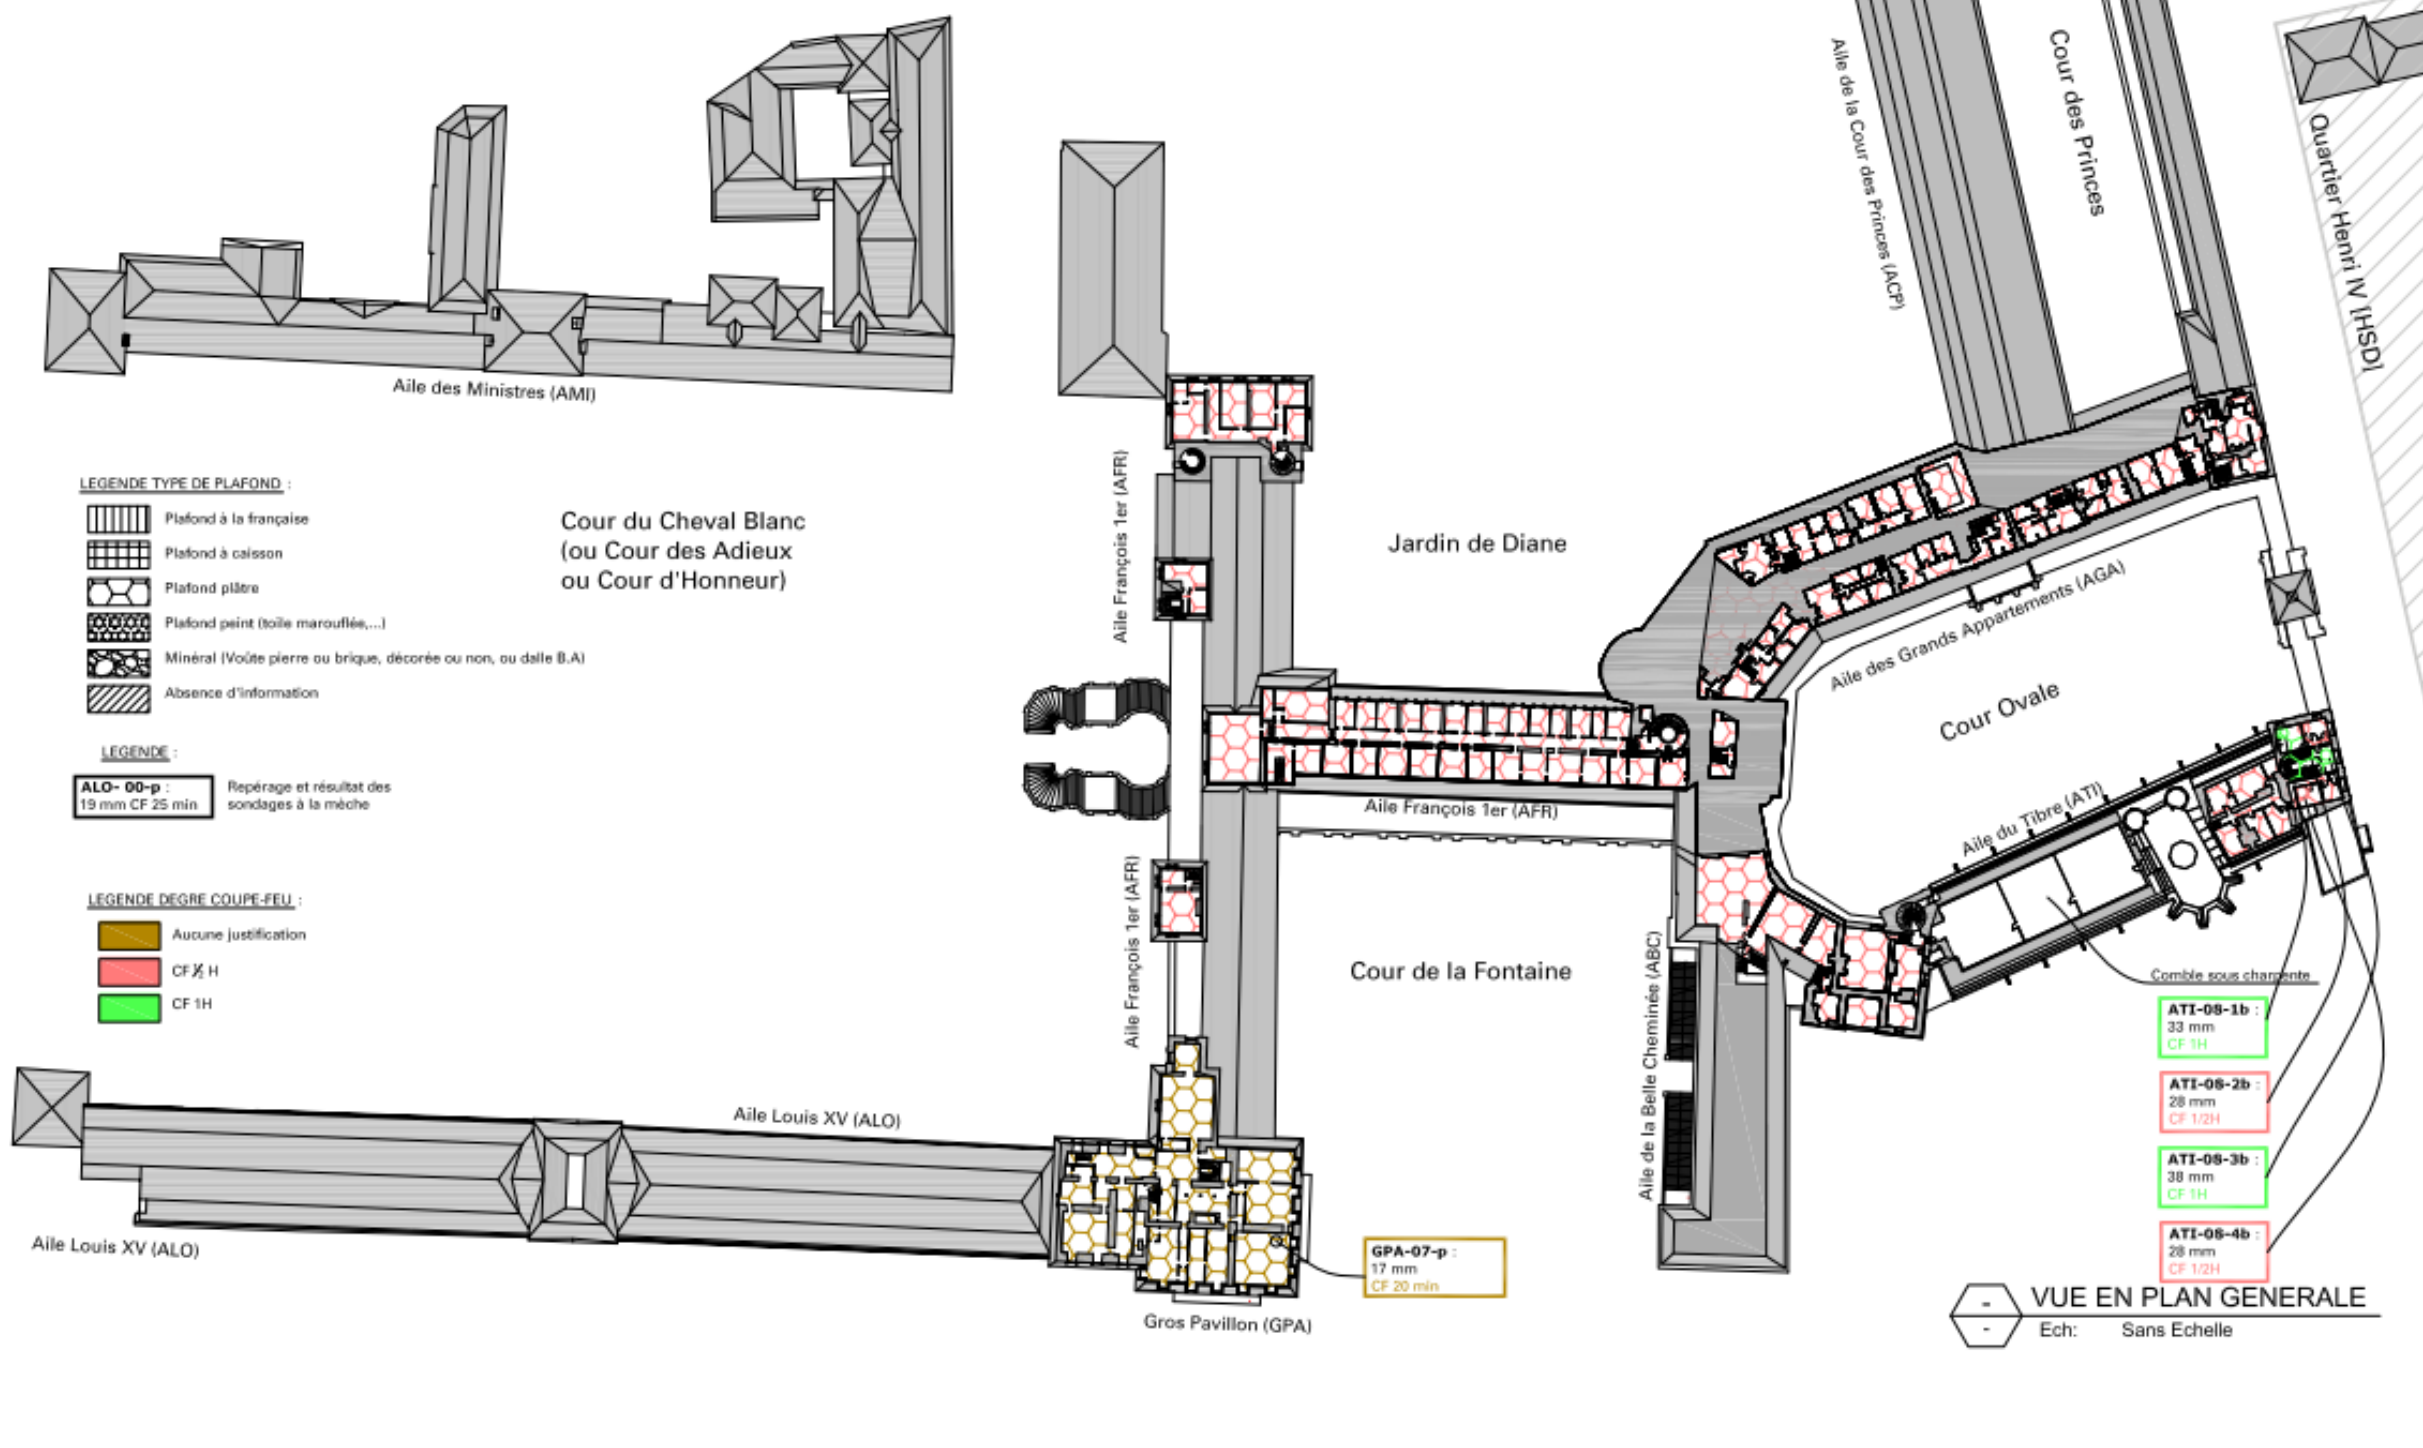 Aile de la Cour des Princes (ACP)
Cour des Princes
Quartier Henri IV [HSD]
Aile des Ministres (AMI)
LEGENDE TYPE DE PLAFOND :
Plafond à la française
Plafond à caisson
Plafond plâtre
Plafond peint (toile marouflée,...)
Minéral (Voûte pierre ou brique, décorée ou non, ou dalle B.A)
Absence d'information
Cour du Cheval Blanc
(ou Cour des Adieux
ou Cour d'Honneur)
Aile François 1er (AFR)
Jardin de Diane
Aile des Grands Appartements (AGA)
Cour Ovale
LEGENDE :
ALO- 00-p :
19 mm CF 25 min
Repérage et résultat des
sondages à la mèche
Aile François 1er (AFR)
Aile du Tibre (ATI)
LEGENDE DEGRE COUPE-FEU :
Aucune justification
CF ½ H
CF 1H
Aile François 1er (AFR)
Cour de la Fontaine
Aile de la Belle Cheminée (ABC)
Comble sous charpente
ATI-08-1b :
33 mm
CF 1H
ATI-08-2b :
28 mm
CF 1/2H
ATI-08-3b :
38 mm
CF 1H
ATI-08-4b :
28 mm
CF 1/2H
Aile Louis XV (ALO)
Aile Louis XV (ALO)
GPA-07-p :
17 mm
CF 20 min
Gros Pavillon (GPA)
-
-
VUE EN PLAN GENERALE
Ech: Sans Echelle